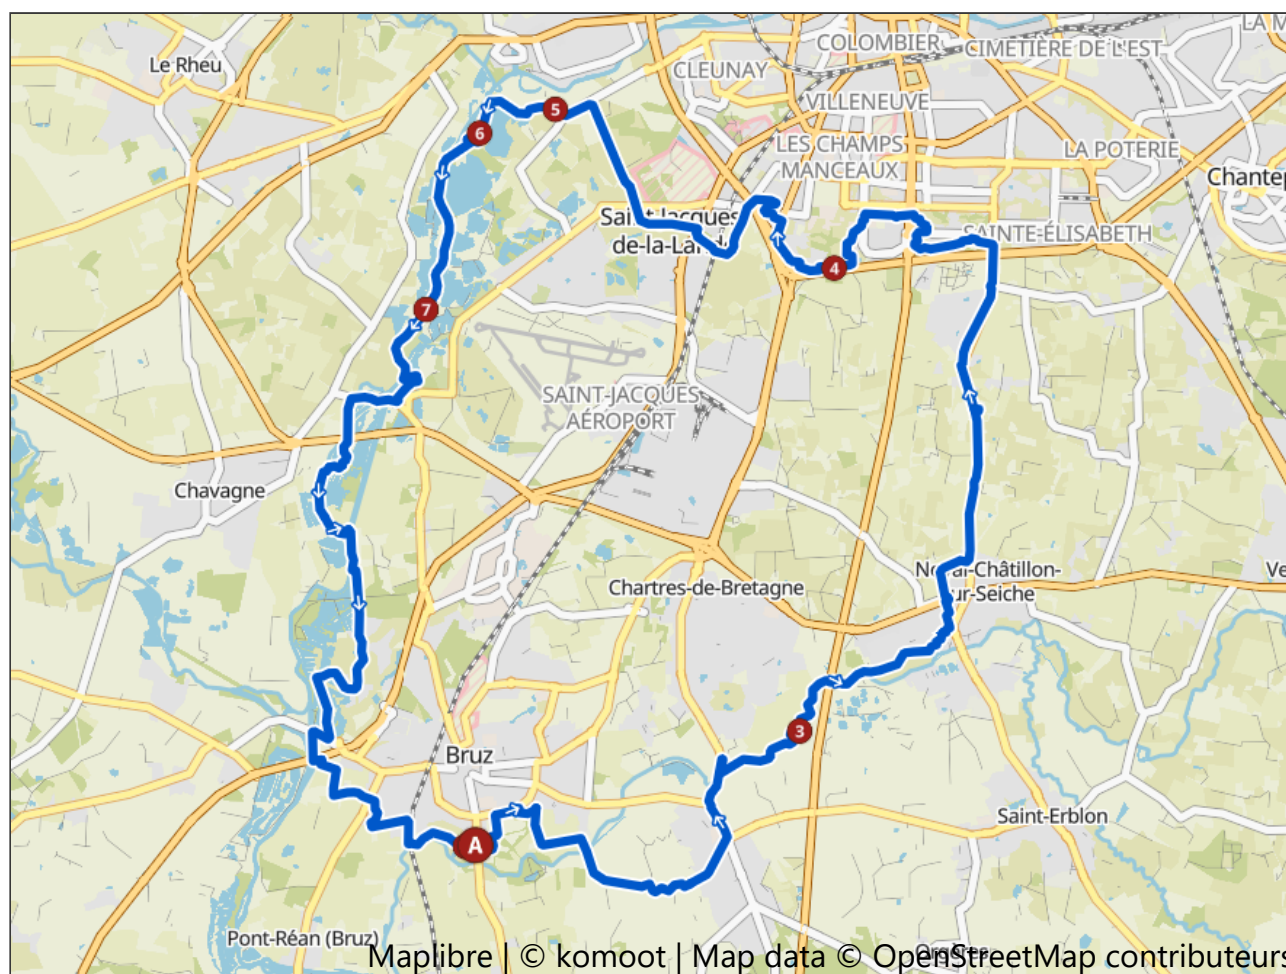 LA M
COLOMBIER
CIMETIÈRE DE L'EST
Le Rheu
CLEUNAY
VILLENEUVE
5
6
LES CHAMPS
MANCEAUX
LA POTERIE
Saint-Jacques-
de-la-Lande
SAINTE-ÉLISABETH
4
7
SAINT-JACQUES
AÉROPORT
Chavagne
Chartres-de-Bretagne
Noyal-Châtillon-
sur-Seiche
3
Bruz
A
Saint-Erblon
Pont-Réan (Bruz)
Maplibre | © komoot | Map data © OpenStreetMap contributeurs